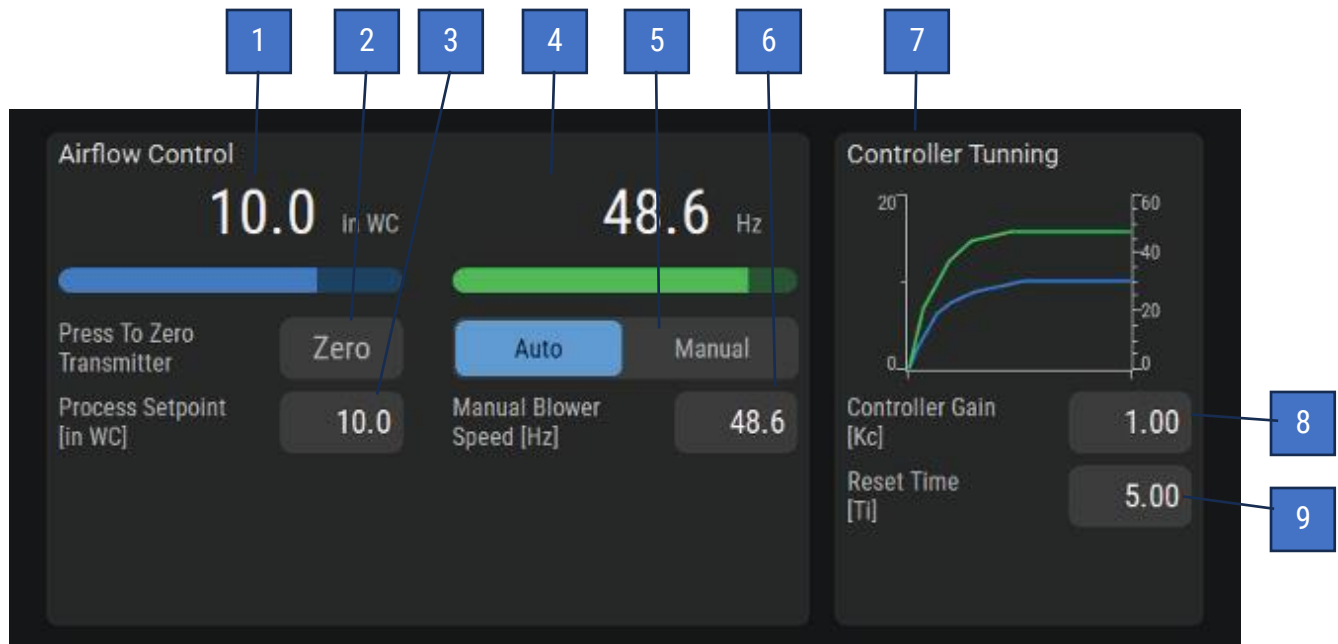 1 2 3 4 5 6 7
Airflow Control
10.0 in WC 48.6 Hz
Press To Zero
Transmitter
Zero
Auto Manual
Process Setpoint
[in WC]
10.0
Manual Blower
Speed [Hz]
48.6
Controller Tunning
20
0
60
40
20
0
Controller Gain
[Kc]
1.00
8
Reset Time
[Ti]
5.00
9